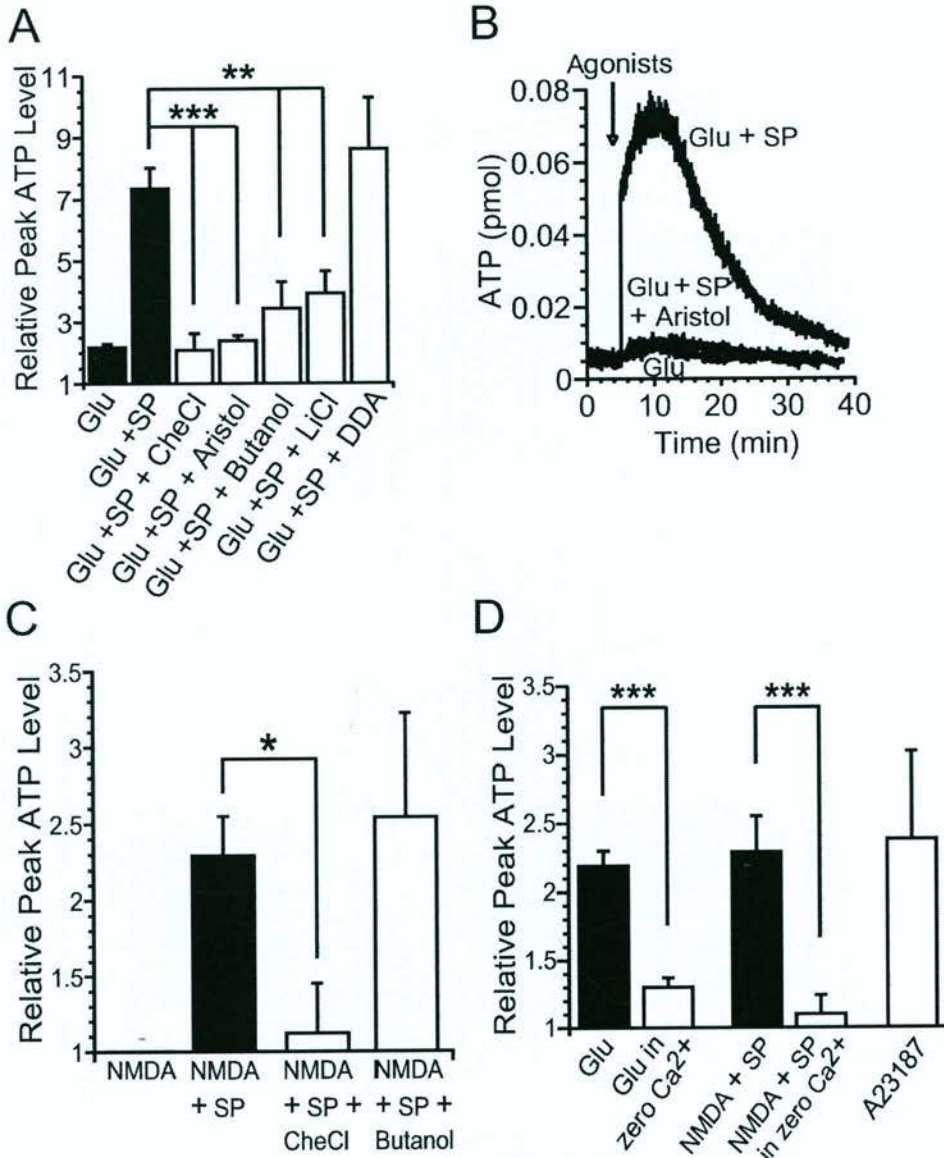 A
Relative Peak ATP Level
11
9
7
5
3
1
**
***
Glu
Glu +SP
Glu +SP + CheCl
Glu +SP + Aristol
Glu +SP + Butanol
Glu +SP + LiCl
Glu +SP + DDA
B
Agonists
ATP (pmol)
0.08
0.06
0.04
0.02
0
Glu + SP
Glu + SP
+ Aristol
Glu
0 10 20 30 40
Time (min)
C
Relative Peak ATP Level
3.5
3
2.5
2
1.5
1
*
NMDA
NMDA
+ SP
NMDA
+ SP +
CheCl
NMDA
+ SP +
Butanol
D
Relative Peak ATP Level
3.5
3
2.5
2
1.5
1
***
***
Glu
Glu in
zero Ca2+
NMDA + SP
NMDA + SP
in zero Ca2+
A23187